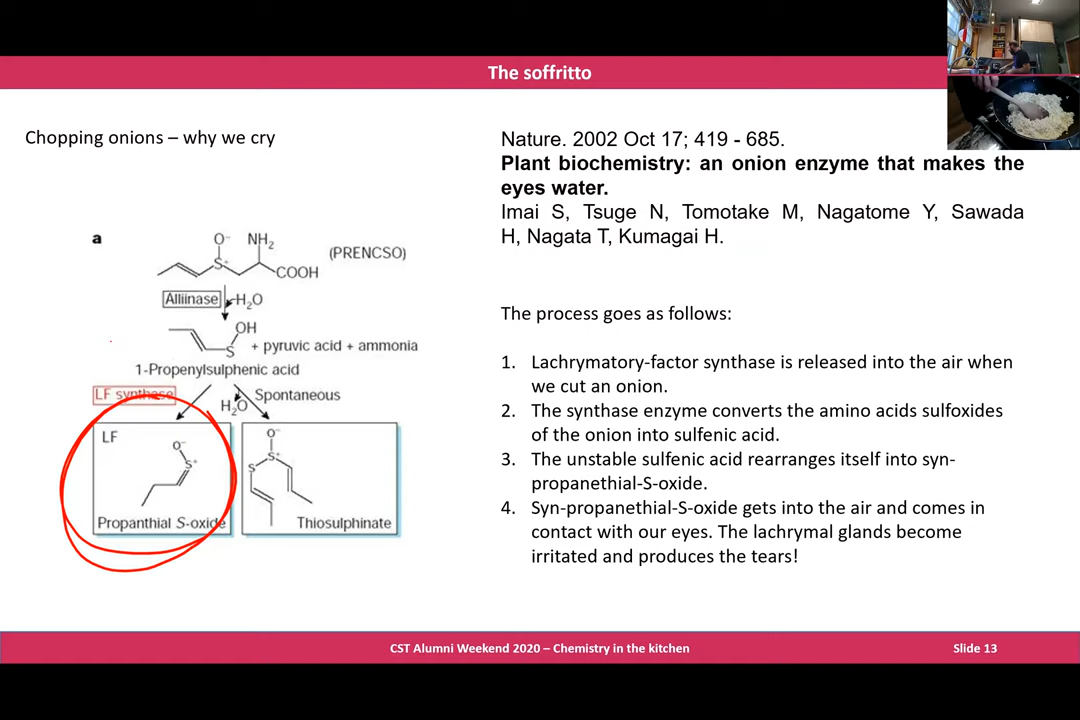 The soffritto
Chopping onions – why we cry
a
O⁻ NH₂
(PRENCSO)
S⁺
COOH
Alliinase
H₂O
OH
S
+ pyruvic acid + ammonia
1-Propenylsulphenic acid
LF synthase
Spontaneous
H₂O
LF
O⁻
S⁺
Propanthial S-oxide
O⁻
S⁺
S
Thiosulphinate
Nature. 2002 Oct 17; 419 - 685.
Plant biochemistry: an onion enzyme that makes the
eyes water.
Imai S, Tsuge N, Tomotake M, Nagatome Y, Sawada
H, Nagata T, Kumagai H.
The process goes as follows:
1. Lachrymatory-factor synthase is released into the air when
we cut an onion.
2. The synthase enzyme converts the amino acids sulfoxides
of the onion into sulfenic acid.
3. The unstable sulfenic acid rearranges itself into syn-
propanethial-S-oxide.
4. Syn-propanethial-S-oxide gets into the air and comes in
contact with our eyes. The lachrymal glands become
irritated and produces the tears!
CST Alumni Weekend 2020 – Chemistry in the kitchen
Slide 13